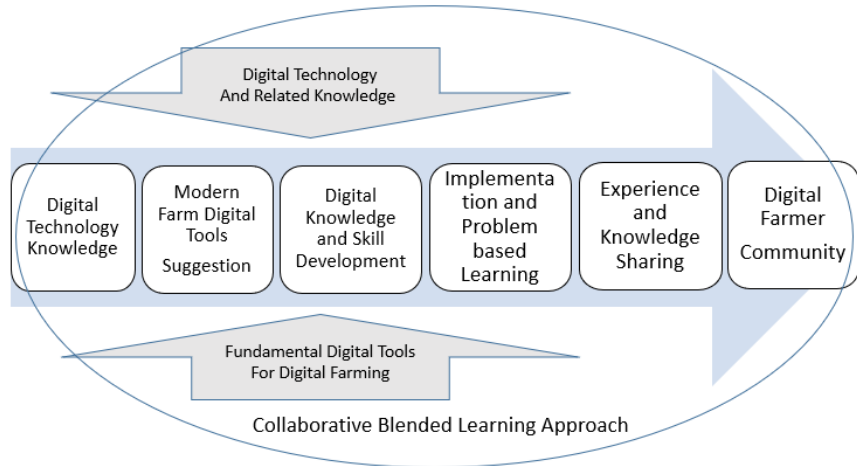 Digital Technology
And Related Knowledge
Digital
Technology
Knowledge
Modern
Farm Digital
Tools
Suggestion
Digital
Knowledge
and Skill
Development
Implementa
tion and
Problem
based
Learning
Experience
and
Knowledge
Sharing
Digital
Farmer
Community
Fundamental Digital Tools
For Digital Farming
Collaborative Blended Learning Approach